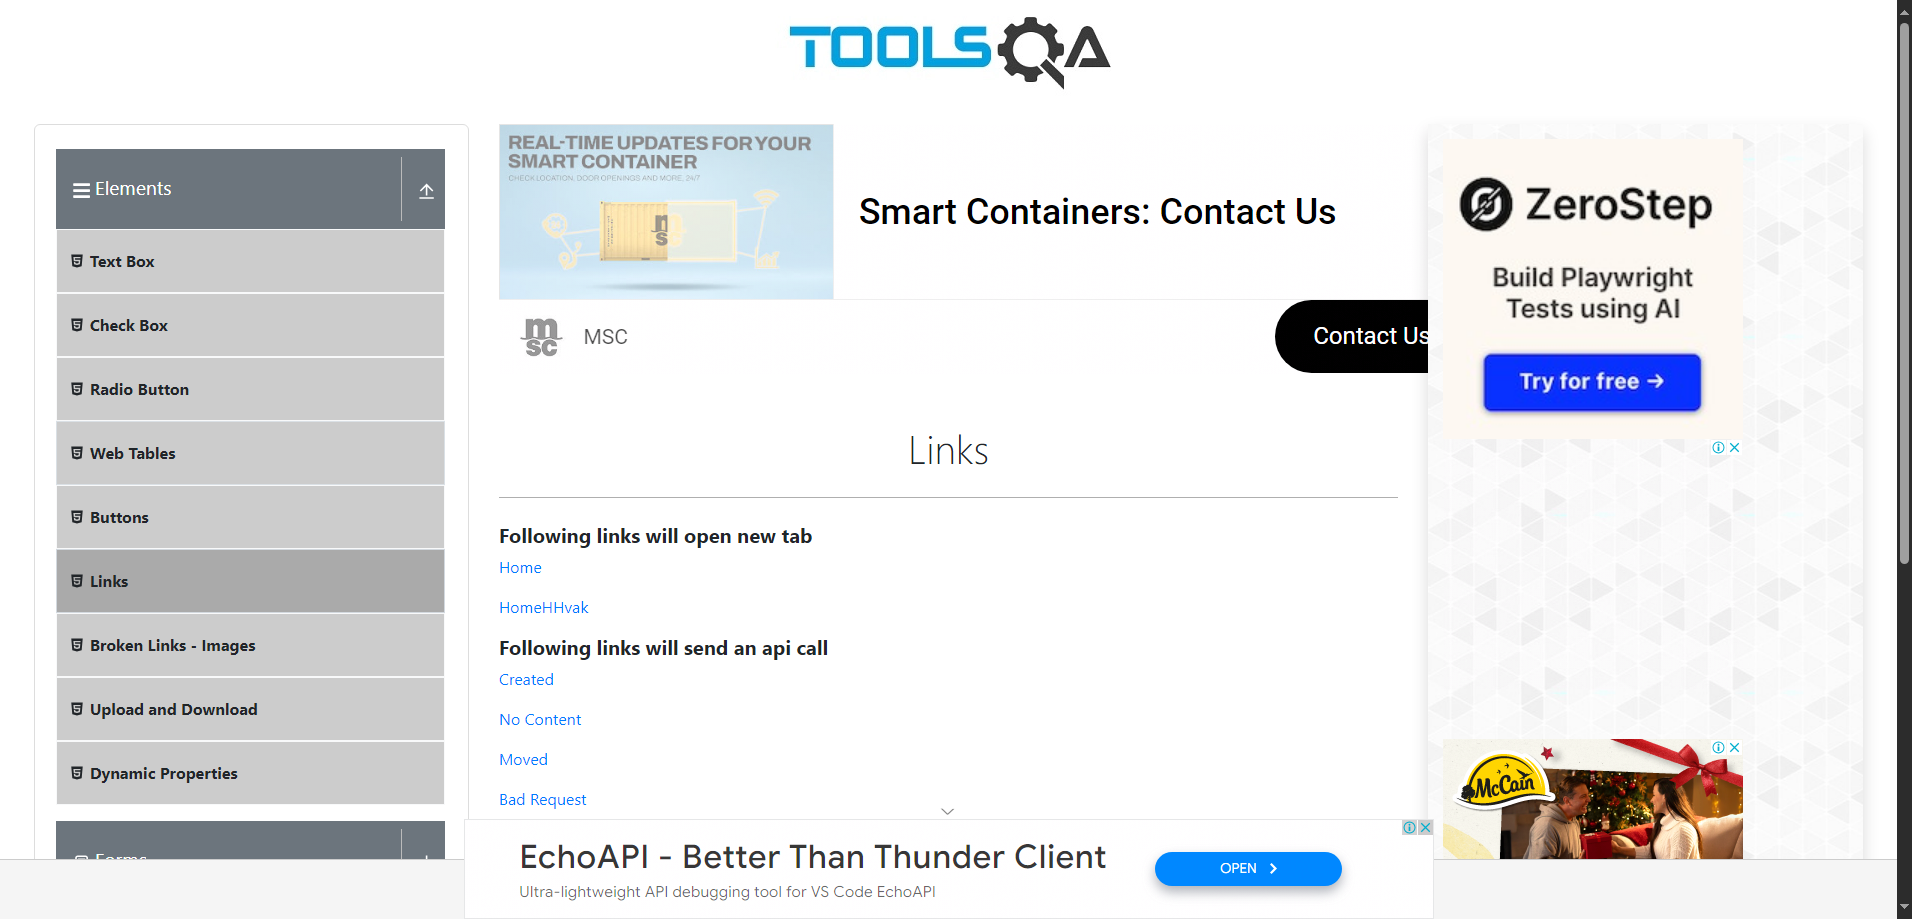 TOOLSQA
Elements
Text Box
Check Box
Radio Button
Web Tables
Buttons
Links
Broken Links - Images
Upload and Download
Dynamic Properties
Forms
REAL-TIME UPDATES FOR YOUR
SMART CONTAINER
CHECK LOCATION, DOOR OPENINGS AND MORE, 24/7
msc
Smart Containers: Contact Us
msc
MSC
Contact Us
Links
Following links will open new tab
Home
HomeHHvak
Following links will send an api call
Created
No Content
Moved
Bad Request
ZeroStep
Build Playwright
Tests using AI
Try for free →
McCain
EchoAPI - Better Than Thunder Client
Ultra-lightweight API debugging tool for VS Code EchoAPI
OPEN